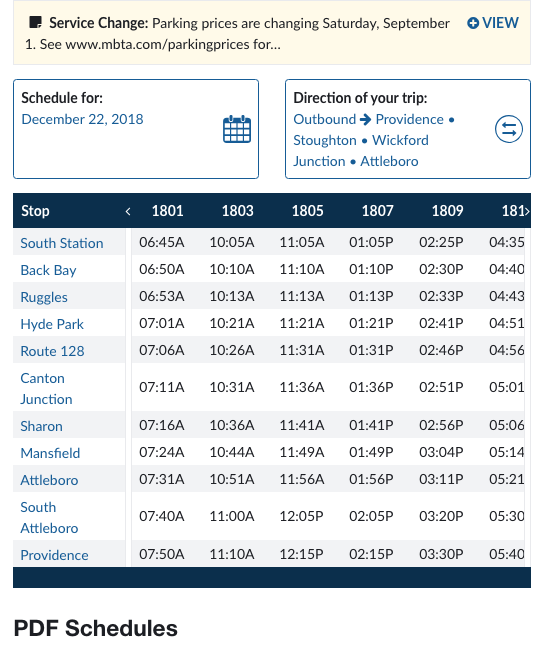 Service Change: Parking prices are changing Saturday, September VIEW
1. See www.mbta.com/parkingprices for...
Schedule for:
December 22, 2018
Direction of your trip:
Outbound → Providence •
Stoughton • Wickford
Junction • Attleboro
Stop < 1801 1803 1805 1807 1809 181 >
South Station 06:45A 10:05A 11:05A 01:05P 02:25P 04:35
Back Bay 06:50A 10:10A 11:10A 01:10P 02:30P 04:40
Ruggles 06:53A 10:13A 11:13A 01:13P 02:33P 04:43
Hyde Park 07:01A 10:21A 11:21A 01:21P 02:41P 04:51
Route 128 07:06A 10:26A 11:31A 01:31P 02:46P 04:56
Canton
Junction 07:11A 10:31A 11:36A 01:36P 02:51P 05:01
Sharon 07:16A 10:36A 11:41A 01:41P 02:56P 05:06
Mansfield 07:24A 10:44A 11:49A 01:49P 03:04P 05:14
Attleboro 07:31A 10:51A 11:56A 01:56P 03:11P 05:21
South
Attleboro 07:40A 11:00A 12:05P 02:05P 03:20P 05:30
Providence 07:50A 11:10A 12:15P 02:15P 03:30P 05:40
PDF Schedules